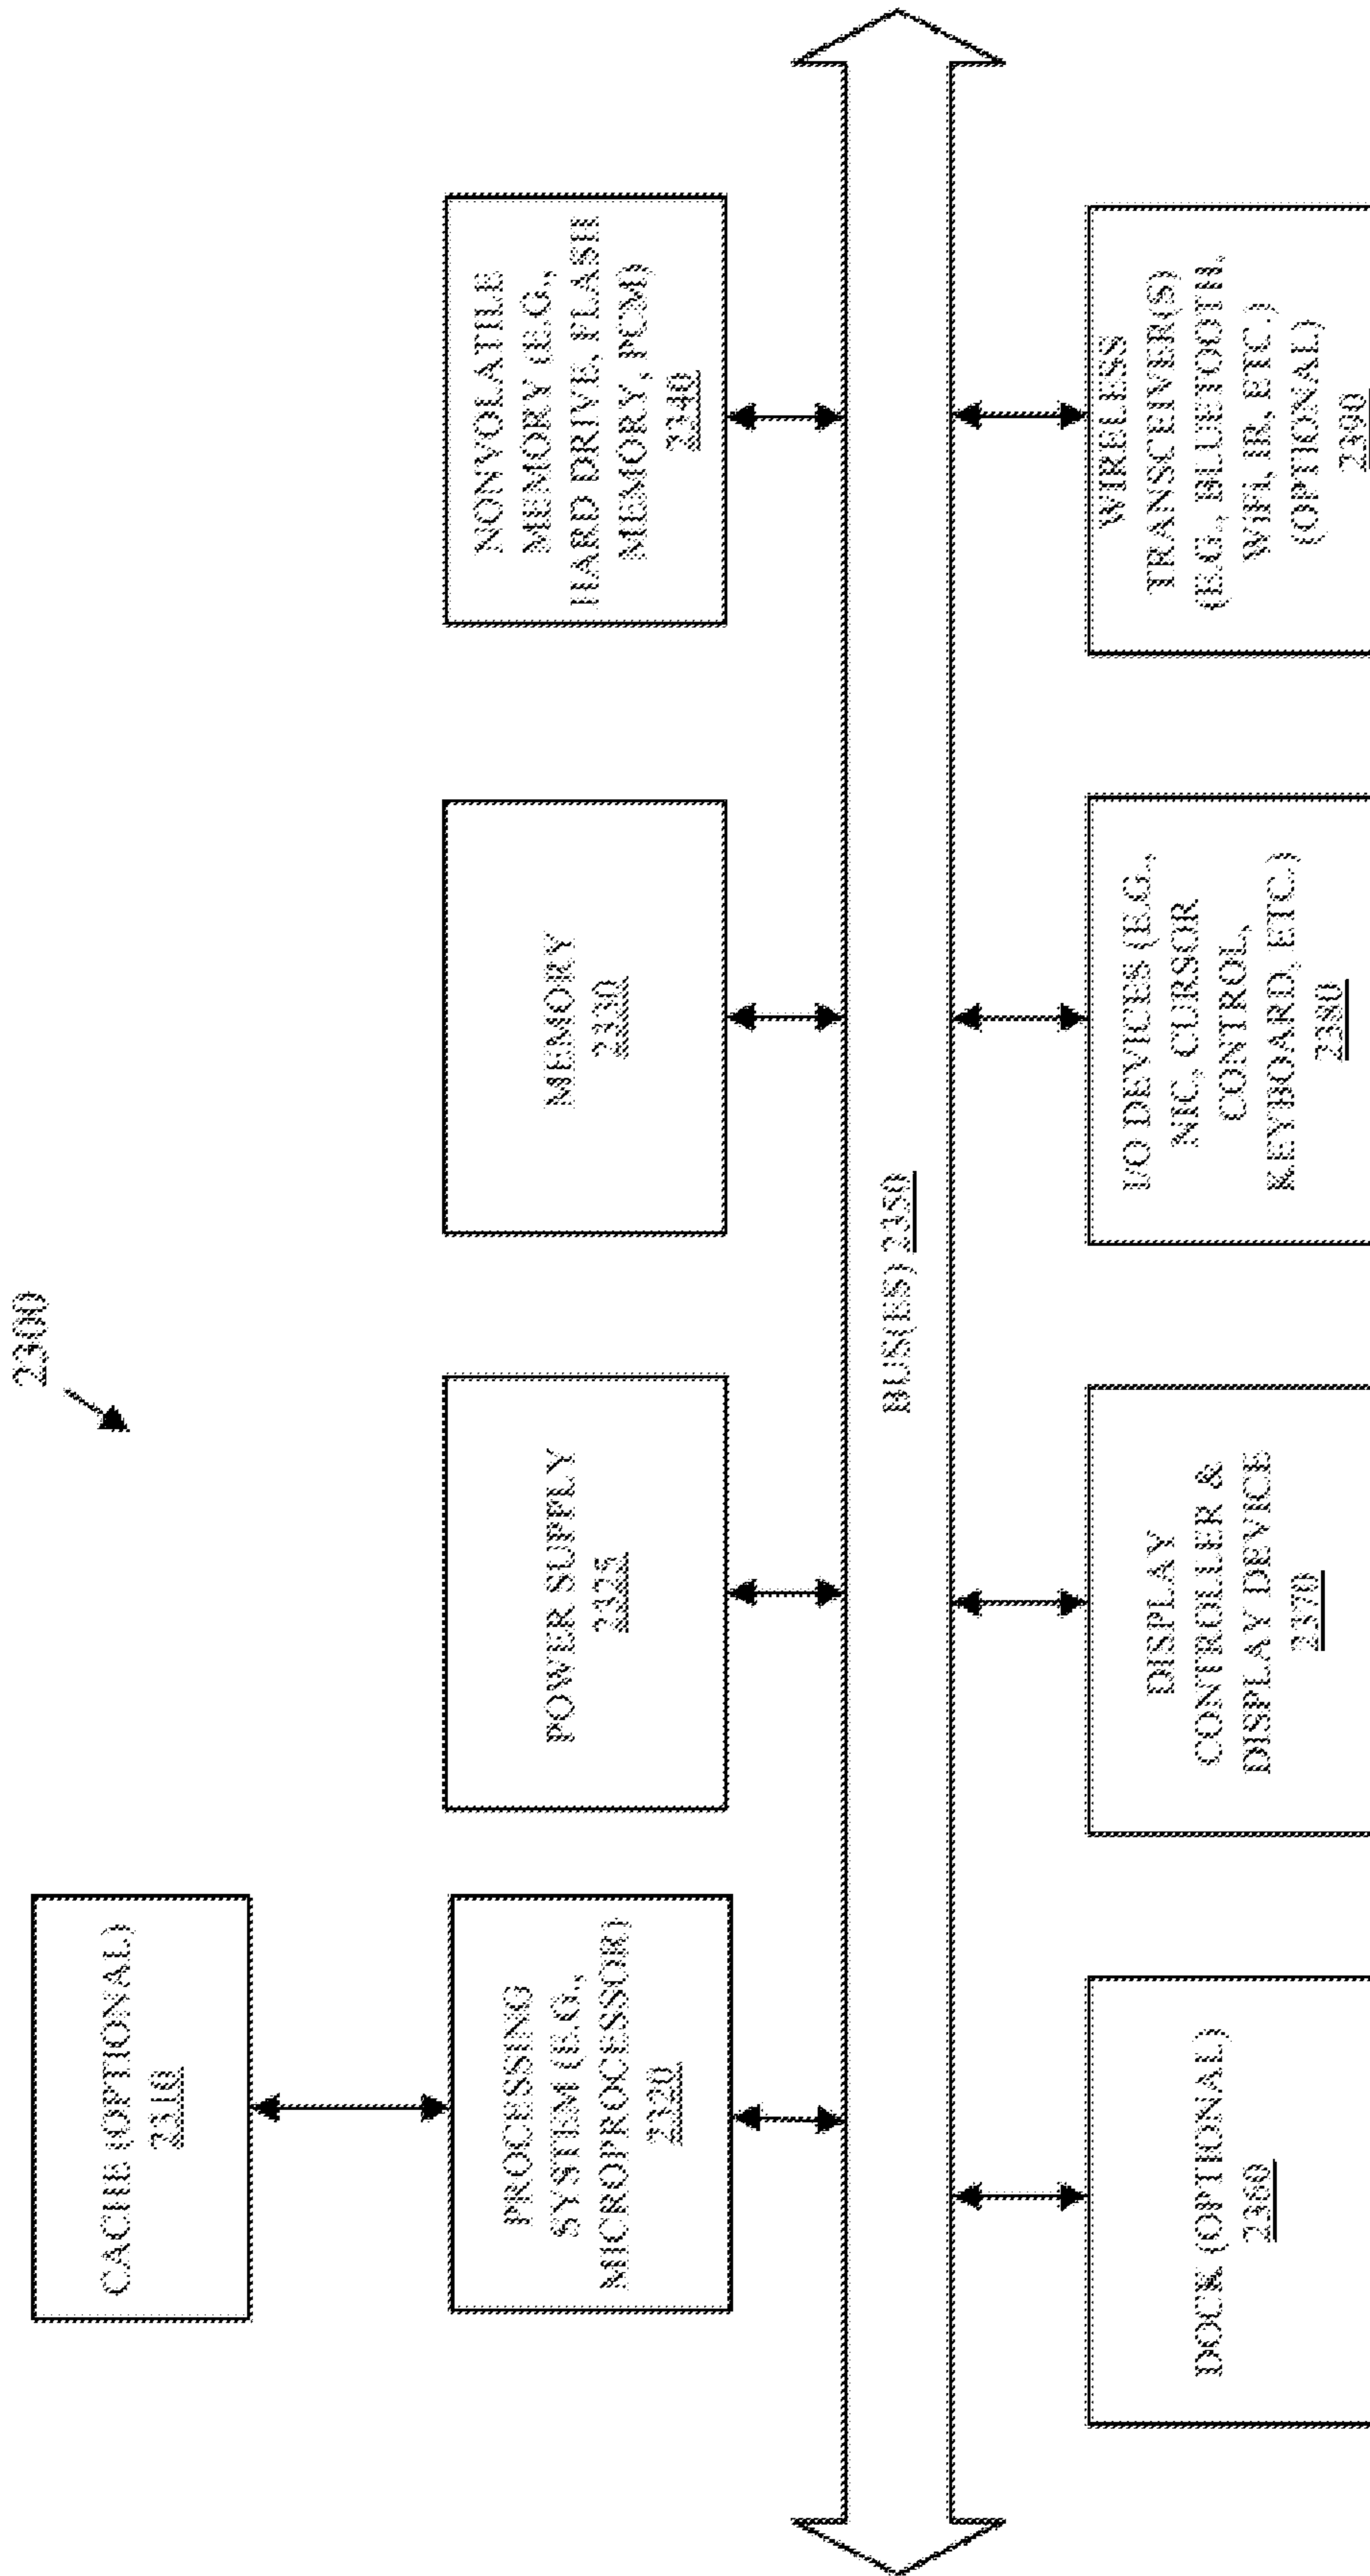 2300
CACHE (OPTIONAL)
2310
PROCESSING
SYSTEM (E.G.,
MICROPROCESSOR)
2320
POWER SUPPLY
2325
MEMORY
2330
NONVOLATILE
MEMORY (E.G.,
HARD DRIVE, FLASH
MEMORY, PCM)
2340
BUS(ES) 2350
DOCK (OPTIONAL)
2360
DISPLAY
CONTROLLER &
DISPLAY DEVICE
2370
I/O DEVICES (E.G.,
NIC, CURSOR
CONTROL,
KEYBOARD, ETC.)
2380
WIRELESS
TRANSCEIVER(S)
(E.G., BLUETOOTH,
WiFi, IR, ETC.)
(OPTIONAL)
2390